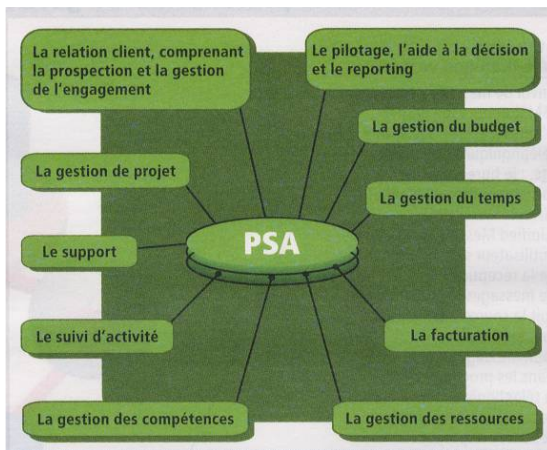 La relation client, comprenant
la prospection et la gestion
de l'engagement
Le pilotage, l'aide à la décision
et le reporting
La gestion du budget
La gestion de projet
La gestion du temps
PSA
Le support
Le suivi d'activité
La facturation
La gestion des compétences
La gestion des ressources